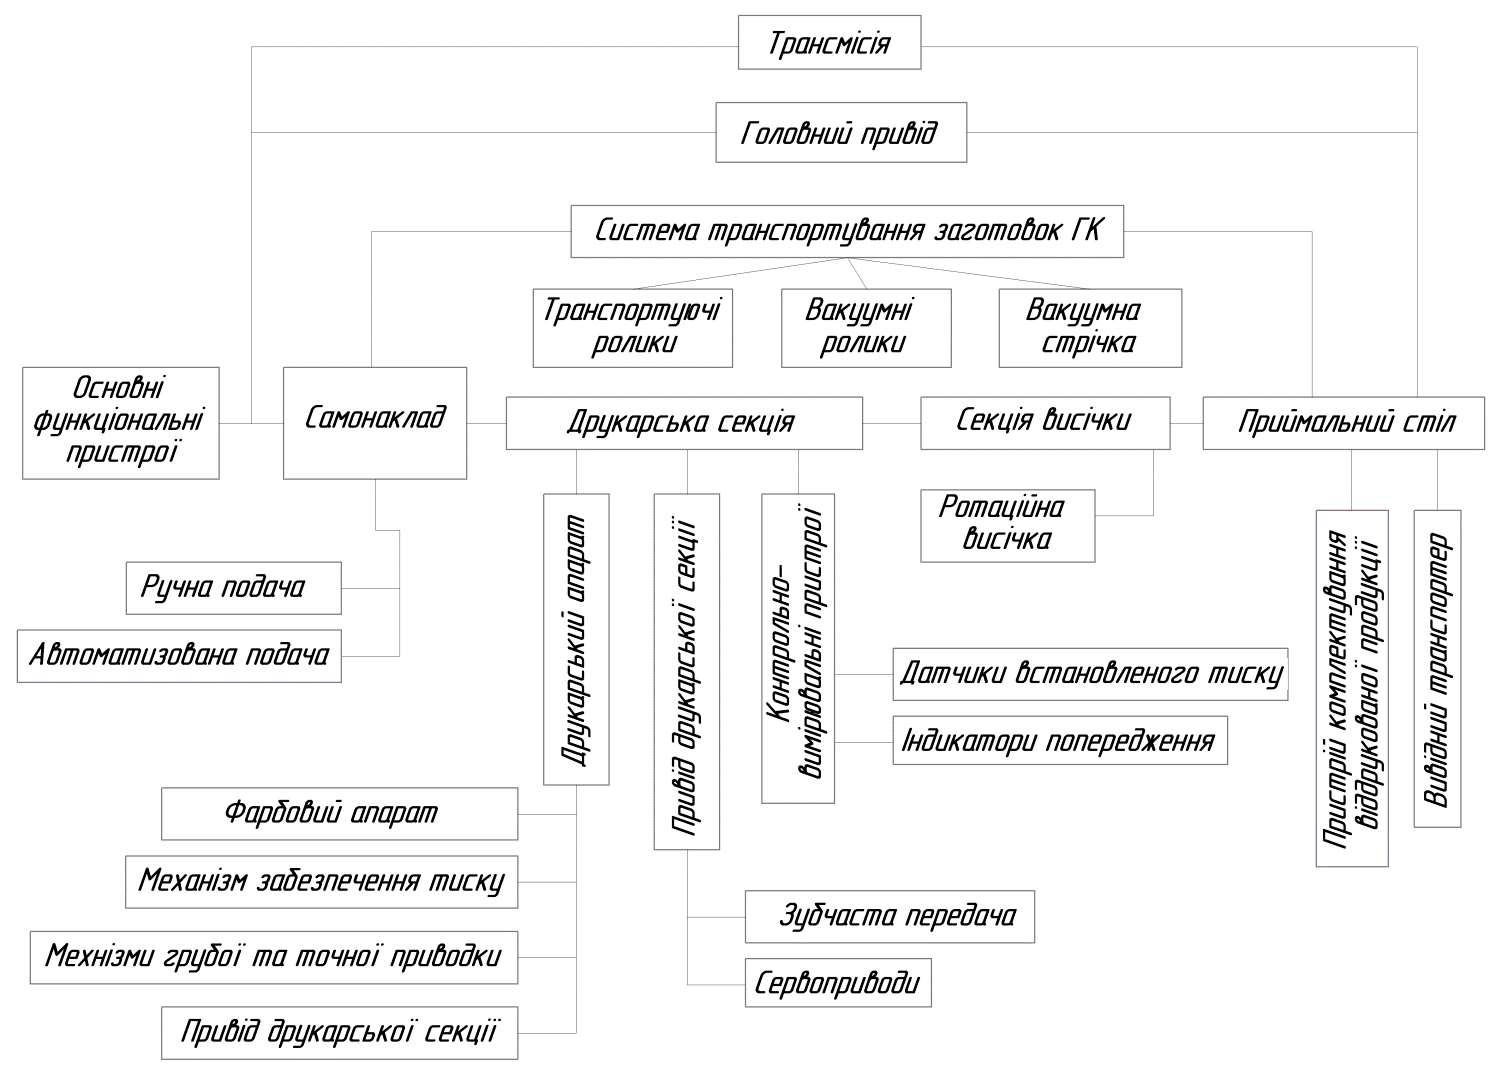 Трансмісія
Головний привід
Система транспортування заготовок ГК
Транспортуючі
ролики
Вакуумні
ролики
Вакуумна
стрічка
Основні
функціональні
пристрої
Самонаклад
Друкарська секція
Секція висічки
Приймальний стіл
Ротаційна
висічка
Ручна подача
Автоматизована подача
Друкарський апарат
Привід друкарської секції
Контрольно-
вимірювальні пристрої
Датчики встановленого тиску
Індикатори попередження
Пристрій комплектування
віддрукованої продукції
Вивідний транспортер
Фарбовий апарат
Механізм забезпечення тиску
Мехнізми грубої та точної приводки
Привід друкарської секції
Зубчаста передача
Сервоприводи